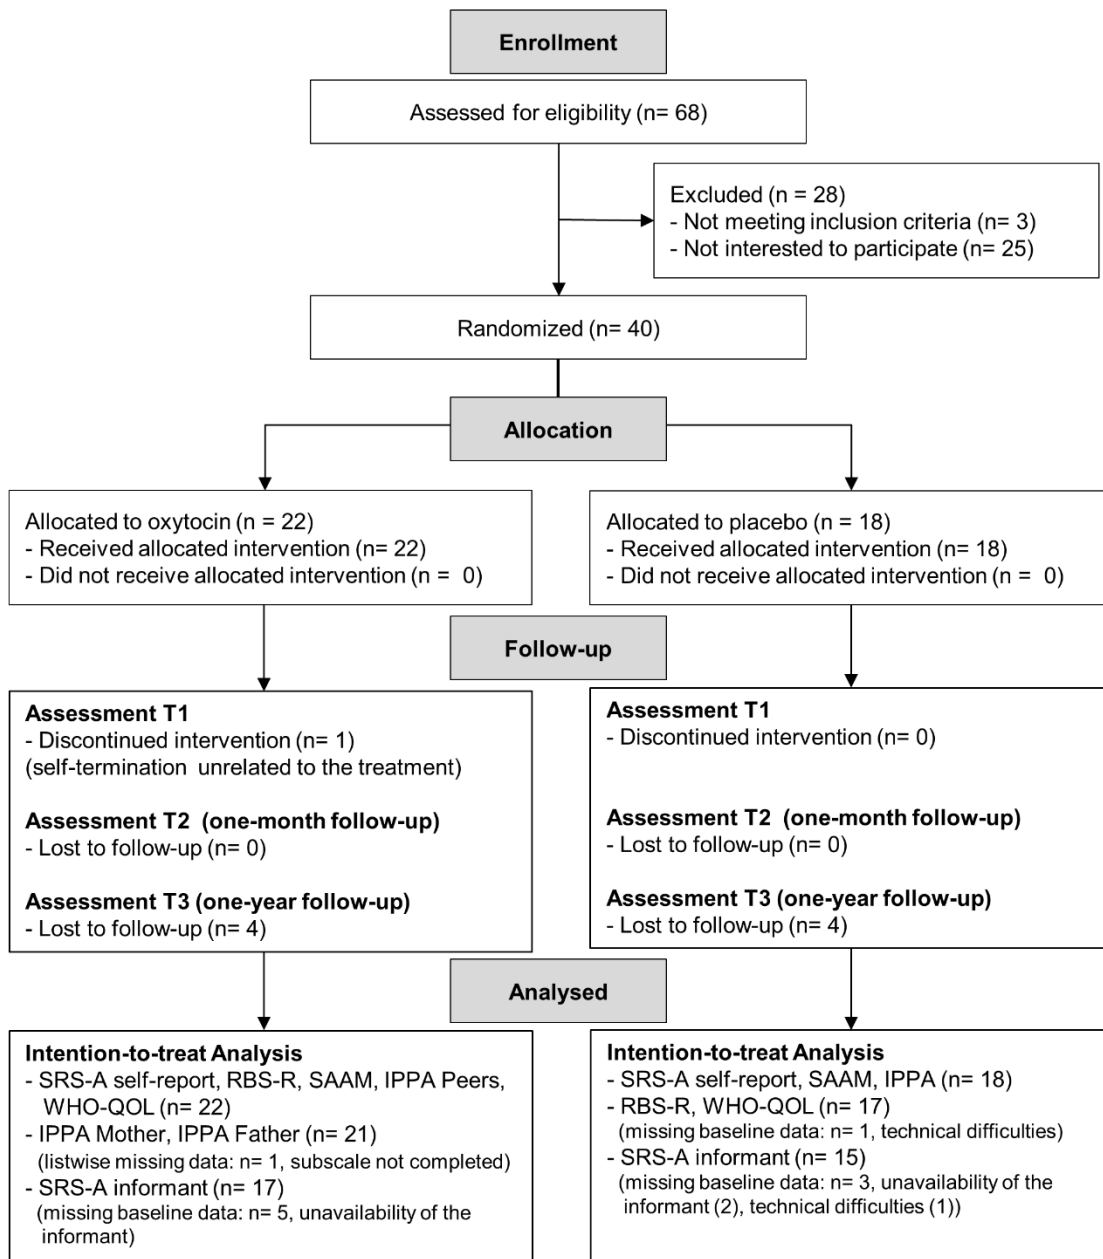 Enrollment
Assessed for eligibility (n= 68)
Excluded (n = 28)
- Not meeting inclusion criteria (n= 3)
- Not interested to participate (n= 25)
Randomized (n= 40)
Allocation
Allocated to oxytocin (n = 22)
- Received allocated intervention (n= 22)
- Did not receive allocated intervention (n =  0)
Allocated to placebo (n = 18)
- Received allocated intervention (n= 18)
- Did not receive allocated intervention (n =  0)
Follow-up
Assessment T1
- Discontinued intervention (n= 1)
(self-termination  unrelated to the treatment)
Assessment T2  (one-month follow-up)
- Lost to follow-up (n= 0)
Assessment T3 (one-year follow-up)
- Lost to follow-up (n= 4)
Assessment T1
- Discontinued intervention (n= 0)
Assessment T2  (one-month follow-up)
- Lost to follow-up (n= 0)
Assessment T3 (one-year follow-up)
- Lost to follow-up (n= 4)
Analysed
Intention-to-treat Analysis
- SRS-A self-report, RBS-R, SAAM, IPPA Peers,
WHO-QOL (n= 22)
- IPPA Mother, IPPA Father (n= 21)
(listwise missing data: n= 1, subscale not completed)
- SRS-A informant (n= 17)
(missing baseline data: n= 5, unavailability of the
informant)
Intention-to-treat Analysis
- SRS-A self-report, SAAM, IPPA (n= 18)
- RBS-R, WHO-QOL (n= 17)
(missing baseline data: n= 1, technical difficulties)
- SRS-A informant (n= 15)
(missing baseline data: n= 3, unavailability of the
informant (2), technical difficulties (1))